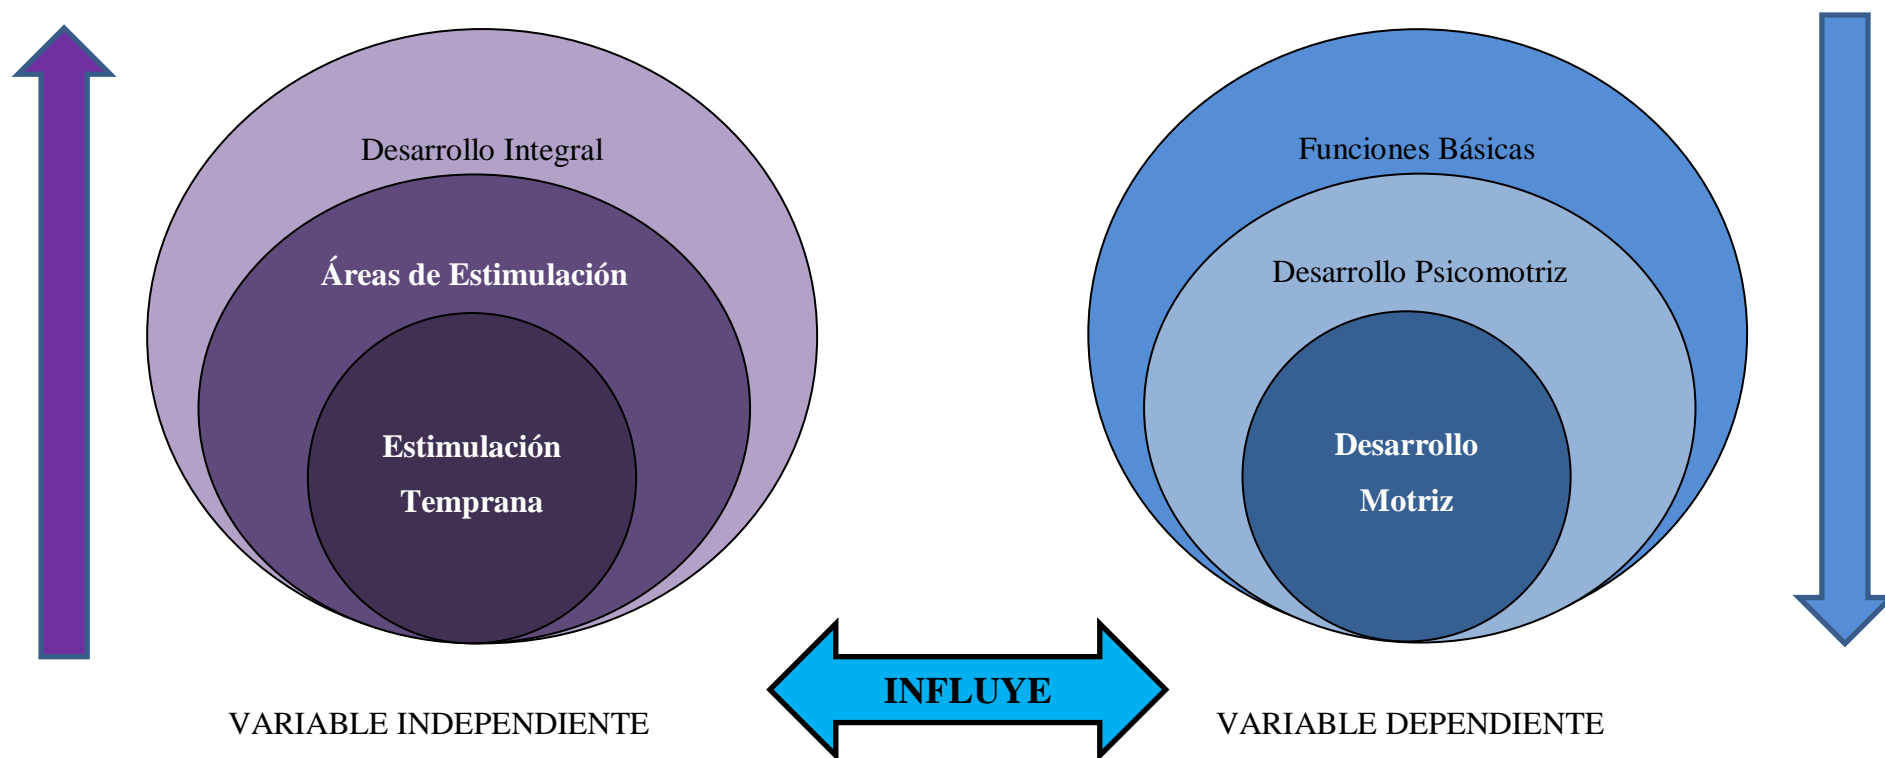 Desarrollo Integral
Áreas de Estimulación
Estimulación
Temprana
Funciones Básicas
Desarrollo Psicomotriz
Desarrollo
Motriz
INFLUYE
VARIABLE INDEPENDIENTE
VARIABLE DEPENDIENTE